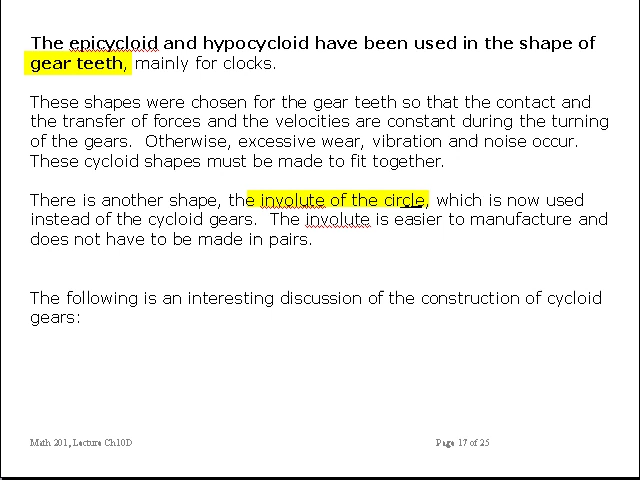 The epicycloid and hypocycloid have been used in the shape of
gear teeth, mainly for clocks.
These shapes were chosen for the gear teeth so that the contact and
the transfer of forces and the velocities are constant during the turning
of the gears.  Otherwise, excessive wear, vibration and noise occur.
These cycloid shapes must be made to fit together.
There is another shape, the involute of the circle, which is now used
instead of the cycloid gears.  The involute is easier to manufacture and
does not have to be made in pairs.
The following is an interesting discussion of the construction of cycloid
gears:
Math 201, Lecture Ch10D
Page 17 of 25